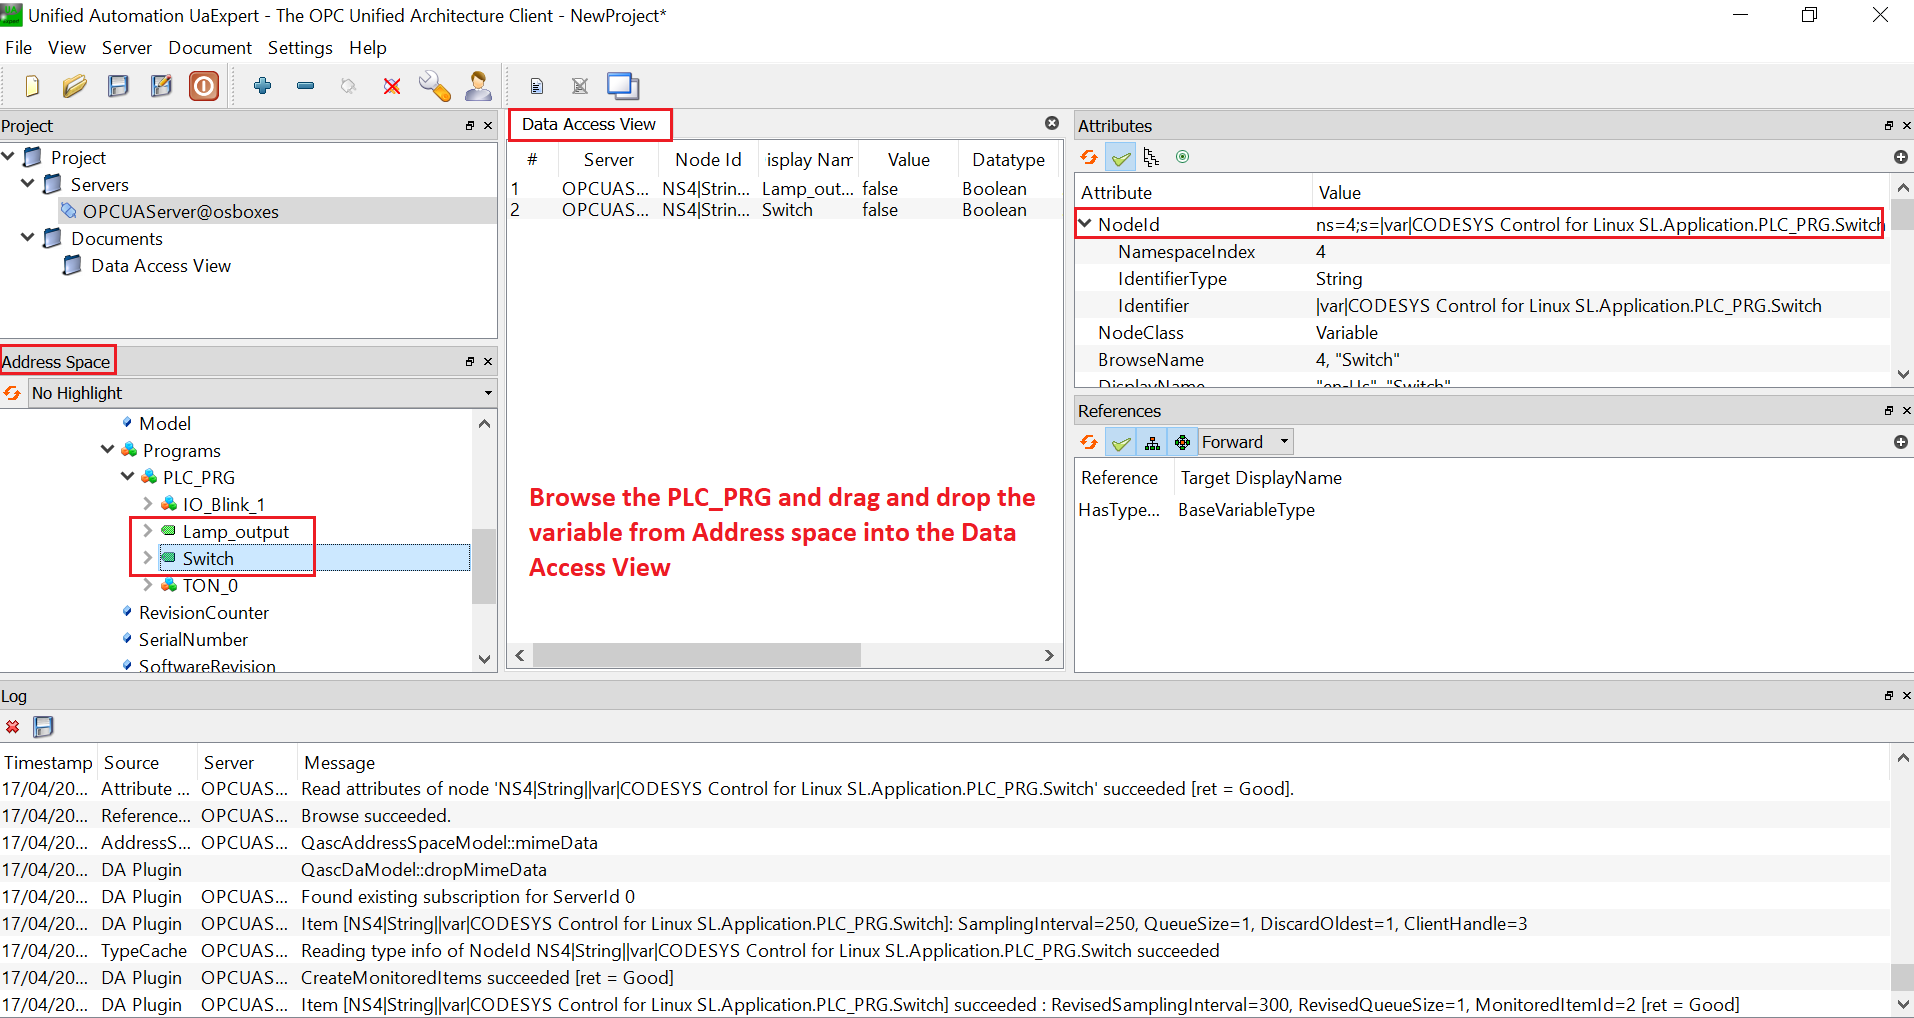 Unified Automation UaExpert - The OPC Unified Architecture Client - NewProject*
File View Server Document Settings Help
Project
Project
Servers
OPCUAServer@osboxes
Documents
Data Access View
Address Space
No Highlight
Model
Programs
PLC_PRG
IO_Blink_1
Lamp_output
Switch
TON_0
RevisionCounter
SerialNumber
SoftwareRevision
Data Access View
# Server Node Id isplay Nam Value Datatype
1 OPCUAS... NS4|Strin... Lamp_out... false Boolean
2 OPCUAS... NS4|Strin... Switch false Boolean
Browse the PLC_PRG and drag and drop the
variable from Address space into the Data
Access View
Attributes
Attribute Value
NodeId ns=4;s=|var|CODESYS Control for Linux SL.Application.PLC_PRG.Switch
NamespaceIndex 4
IdentifierType String
Identifier |var|CODESYS Control for Linux SL.Application.PLC_PRG.Switch
NodeClass Variable
BrowseName 4, "Switch"
DisplayName "en-Us", "Switch"
References
Forward
Reference Target DisplayName
HasType... BaseVariableType
Log
Timestamp Source Server Message
17/04/20... Attribute ... OPCUAS... Read attributes of node 'NS4|String||var|CODESYS Control for Linux SL.Application.PLC_PRG.Switch' succeeded [ret = Good].
17/04/20... Reference... OPCUAS... Browse succeeded.
17/04/20... AddressS... OPCUAS... QascAddressSpaceModel::mimeData
17/04/20... DA Plugin QascDaModel::dropMimeData
17/04/20... DA Plugin OPCUAS... Found existing subscription for ServerId 0
17/04/20... DA Plugin OPCUAS... Item [NS4|String||var|CODESYS Control for Linux SL.Application.PLC_PRG.Switch]: SamplingInterval=250, QueueSize=1, DiscardOldest=1, ClientHandle=3
17/04/20... TypeCache OPCUAS... Reading type info of NodeId NS4|String||var|CODESYS Control for Linux SL.Application.PLC_PRG.Switch succeeded
17/04/20... DA Plugin OPCUAS... CreateMonitoredItems succeeded [ret = Good]
17/04/20... DA Plugin OPCUAS... Item [NS4|String||var|CODESYS Control for Linux SL.Application.PLC_PRG.Switch] succeeded : RevisedSamplingInterval=300, RevisedQueueSize=1, MonitoredItemId=2 [ret = Good]